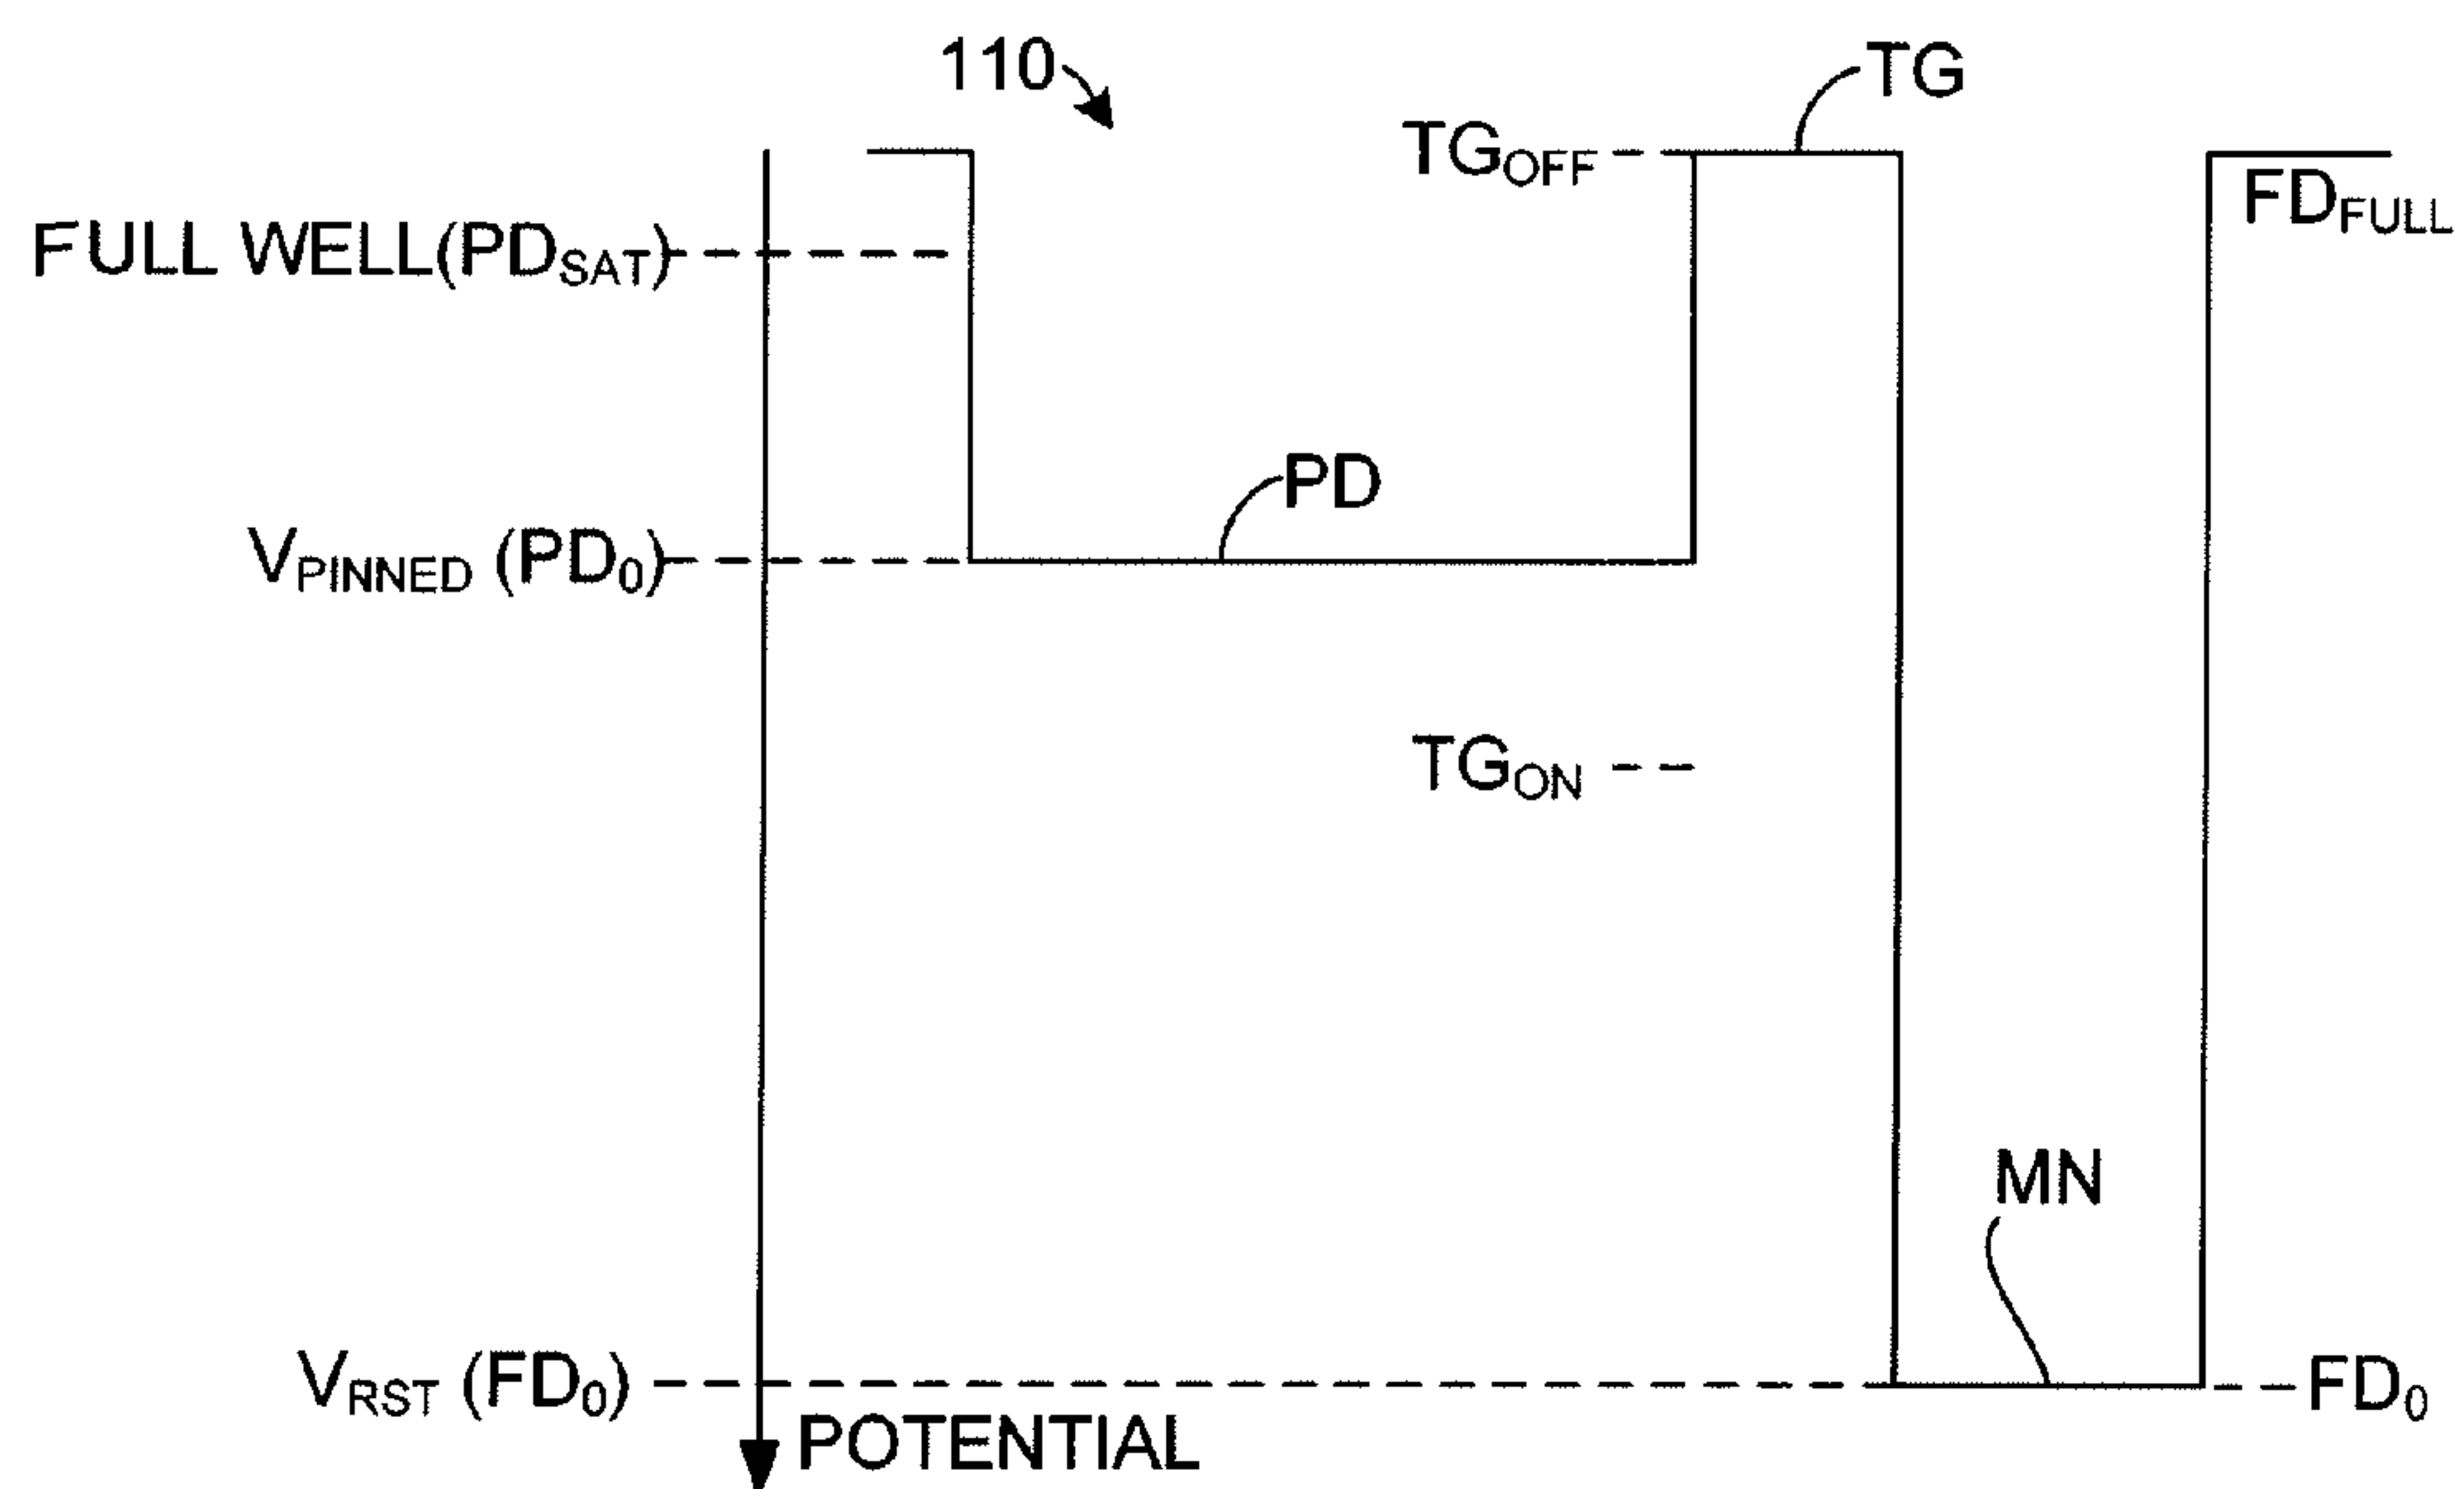 110
TG
TGOFF
FDFULL
FULL WELL(PDSAT)
PD
VPINNED (PD0)
TGON
MN
VRST (FD0)
FD0
POTENTIAL